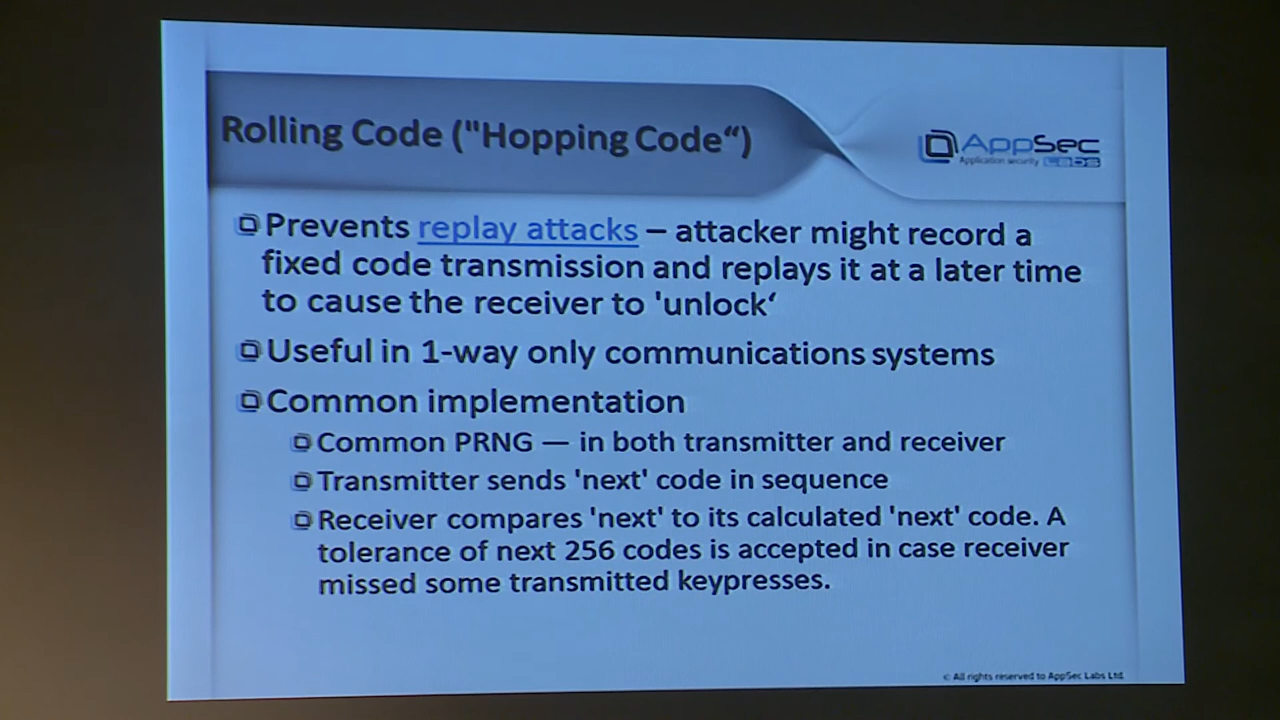 Rolling Code ("Hopping Code“)
AppSec
Application security Labs
Prevents replay attacks – attacker might record a
fixed code transmission and replays it at a later time
to cause the receiver to 'unlock‘
Useful in 1-way only communications systems
Common implementation
Common PRNG — in both transmitter and receiver
Transmitter sends 'next' code in sequence
Receiver compares 'next' to its calculated 'next' code. A
tolerance of next 256 codes is accepted in case receiver
missed some transmitted keypresses.
© All rights reserved to AppSec Labs Ltd.